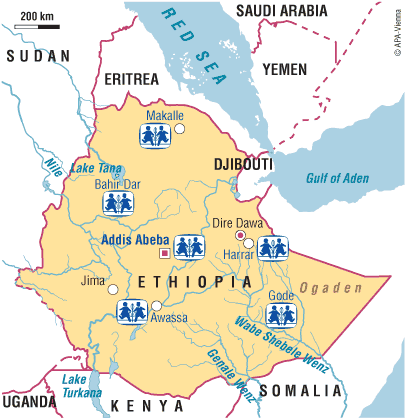 200 km
SAUDI ARABIA
© APA-Vienna
RED SEA
SUDAN
YEMEN
ERITREA
Makalle
DJIBOUTI
Lake Tana
Nile
Gulf of Aden
Bahir Dar
Dire Dawa
Addis Abeba
Harrar
ETHIOPIA
Jima
Ogaden
Gode
Awassa
Wabe Shebele Wenz
Genale Wenz
Lake
Turkana
UGANDA
SOMALIA
KENYA